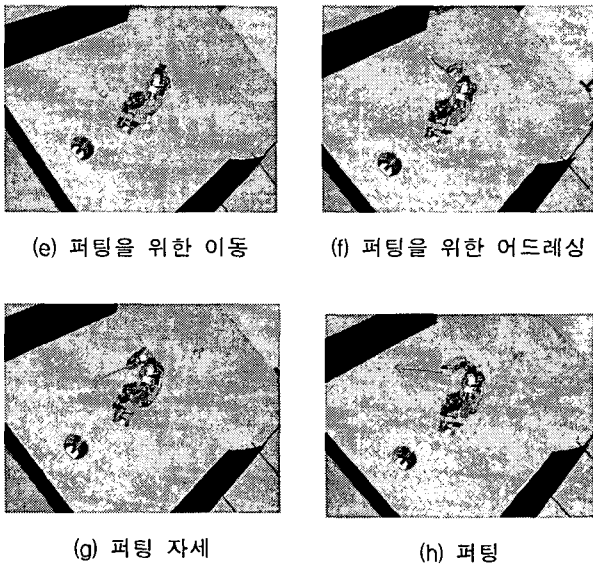 (e) 퍼팅을 위한 이동
(f) 퍼팅을 위한 어드레싱
(g) 퍼팅 자세
(h) 퍼팅